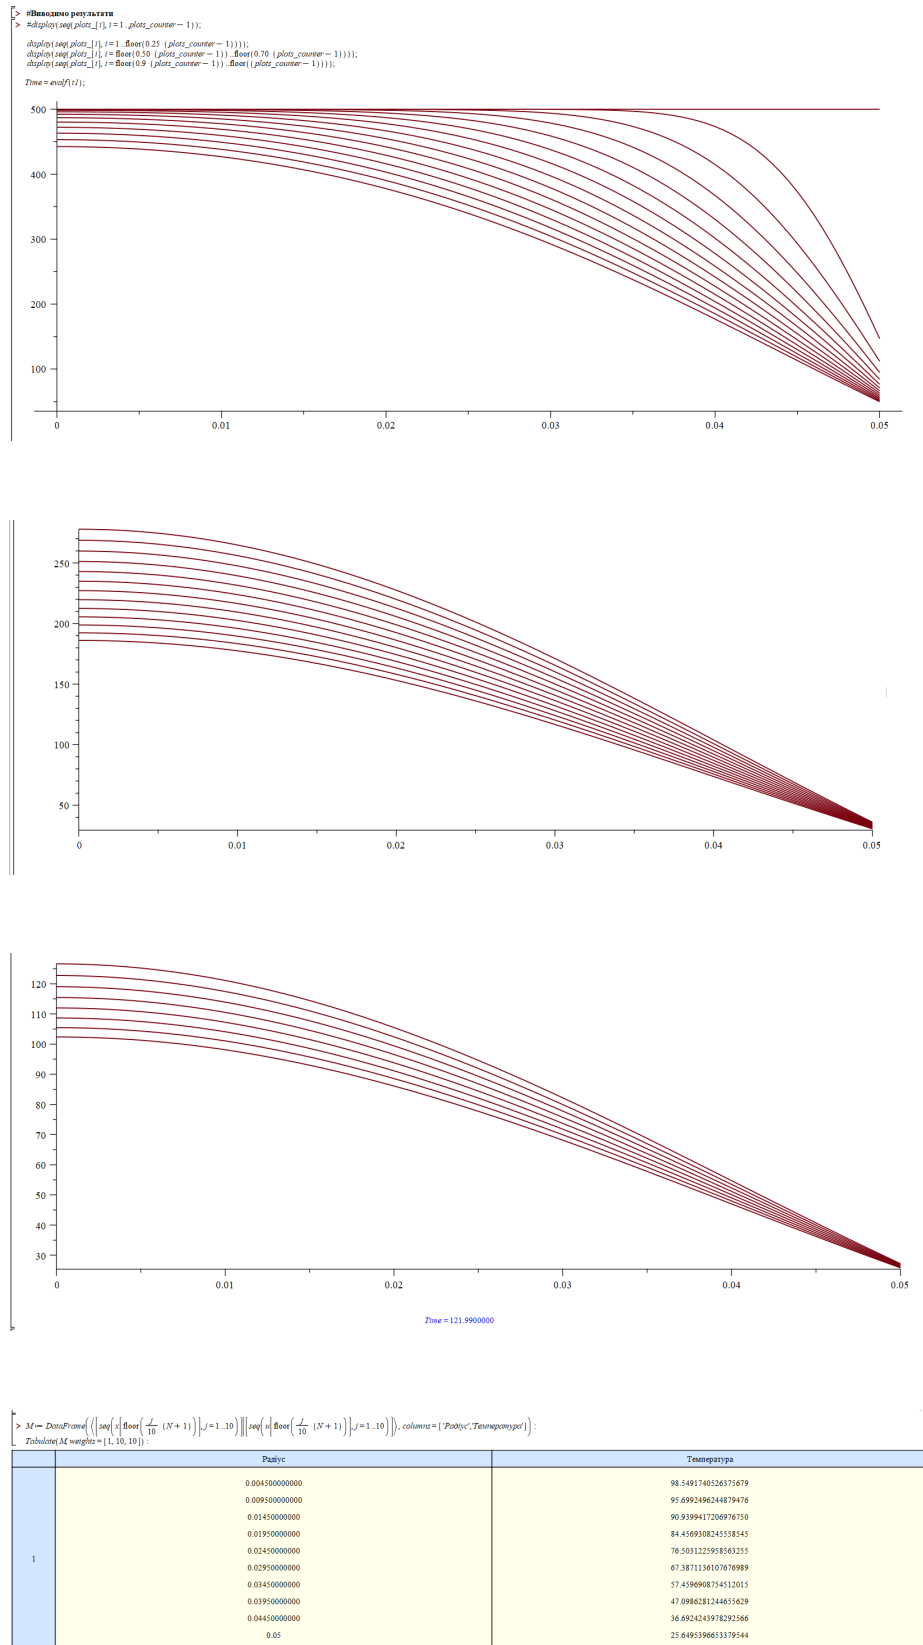 > #Виводимо результати
> #display(seq(plots_[i], i = 1 ..plots_counter − 1));
display(seq(plots_[i], i = 1 ..floor(0.25·(plots_counter − 1))));
display(seq(plots_[i], i = floor(0.50·(plots_counter − 1)) ..floor(0.70·(plots_counter − 1))));
display(seq(plots_[i], i = floor(0.9·(plots_counter − 1)) ..floor((plots_counter − 1))));
Time = evalf(t1);
500
400
300
200
100
0 0.01 0.02 0.03 0.04 0.05
250
200
150
100
50
0 0.01 0.02 0.03 0.04 0.05
120
110
100
90
80
70
60
50
40
30
0 0.01 0.02 0.03 0.04 0.05
Time = 121.9900000
> M := DataFrame(⟨[seq(x[floor(j/10·(N + 1))], j = 1 ..10)]|[seq(u[floor(j/10·(N + 1))], j = 1 ..10)]⟩, columns = ['Радіус','Температура']) :
Tabulate(M, weights = [1, 10, 10]) :
Радіус Температура
1
0.004500000000 98.5491740526375679
0.009500000000 95.6992496244879476
0.01450000000 90.9399417206976750
0.01950000000 84.4569308245558545
0.02450000000 76.5031225958563255
0.02950000000 67.3871136107676989
0.03450000000 57.4596908754512015
0.03950000000 47.0986281244655629
0.04450000000 36.6924243978292566
0.05 25.6495396653379544